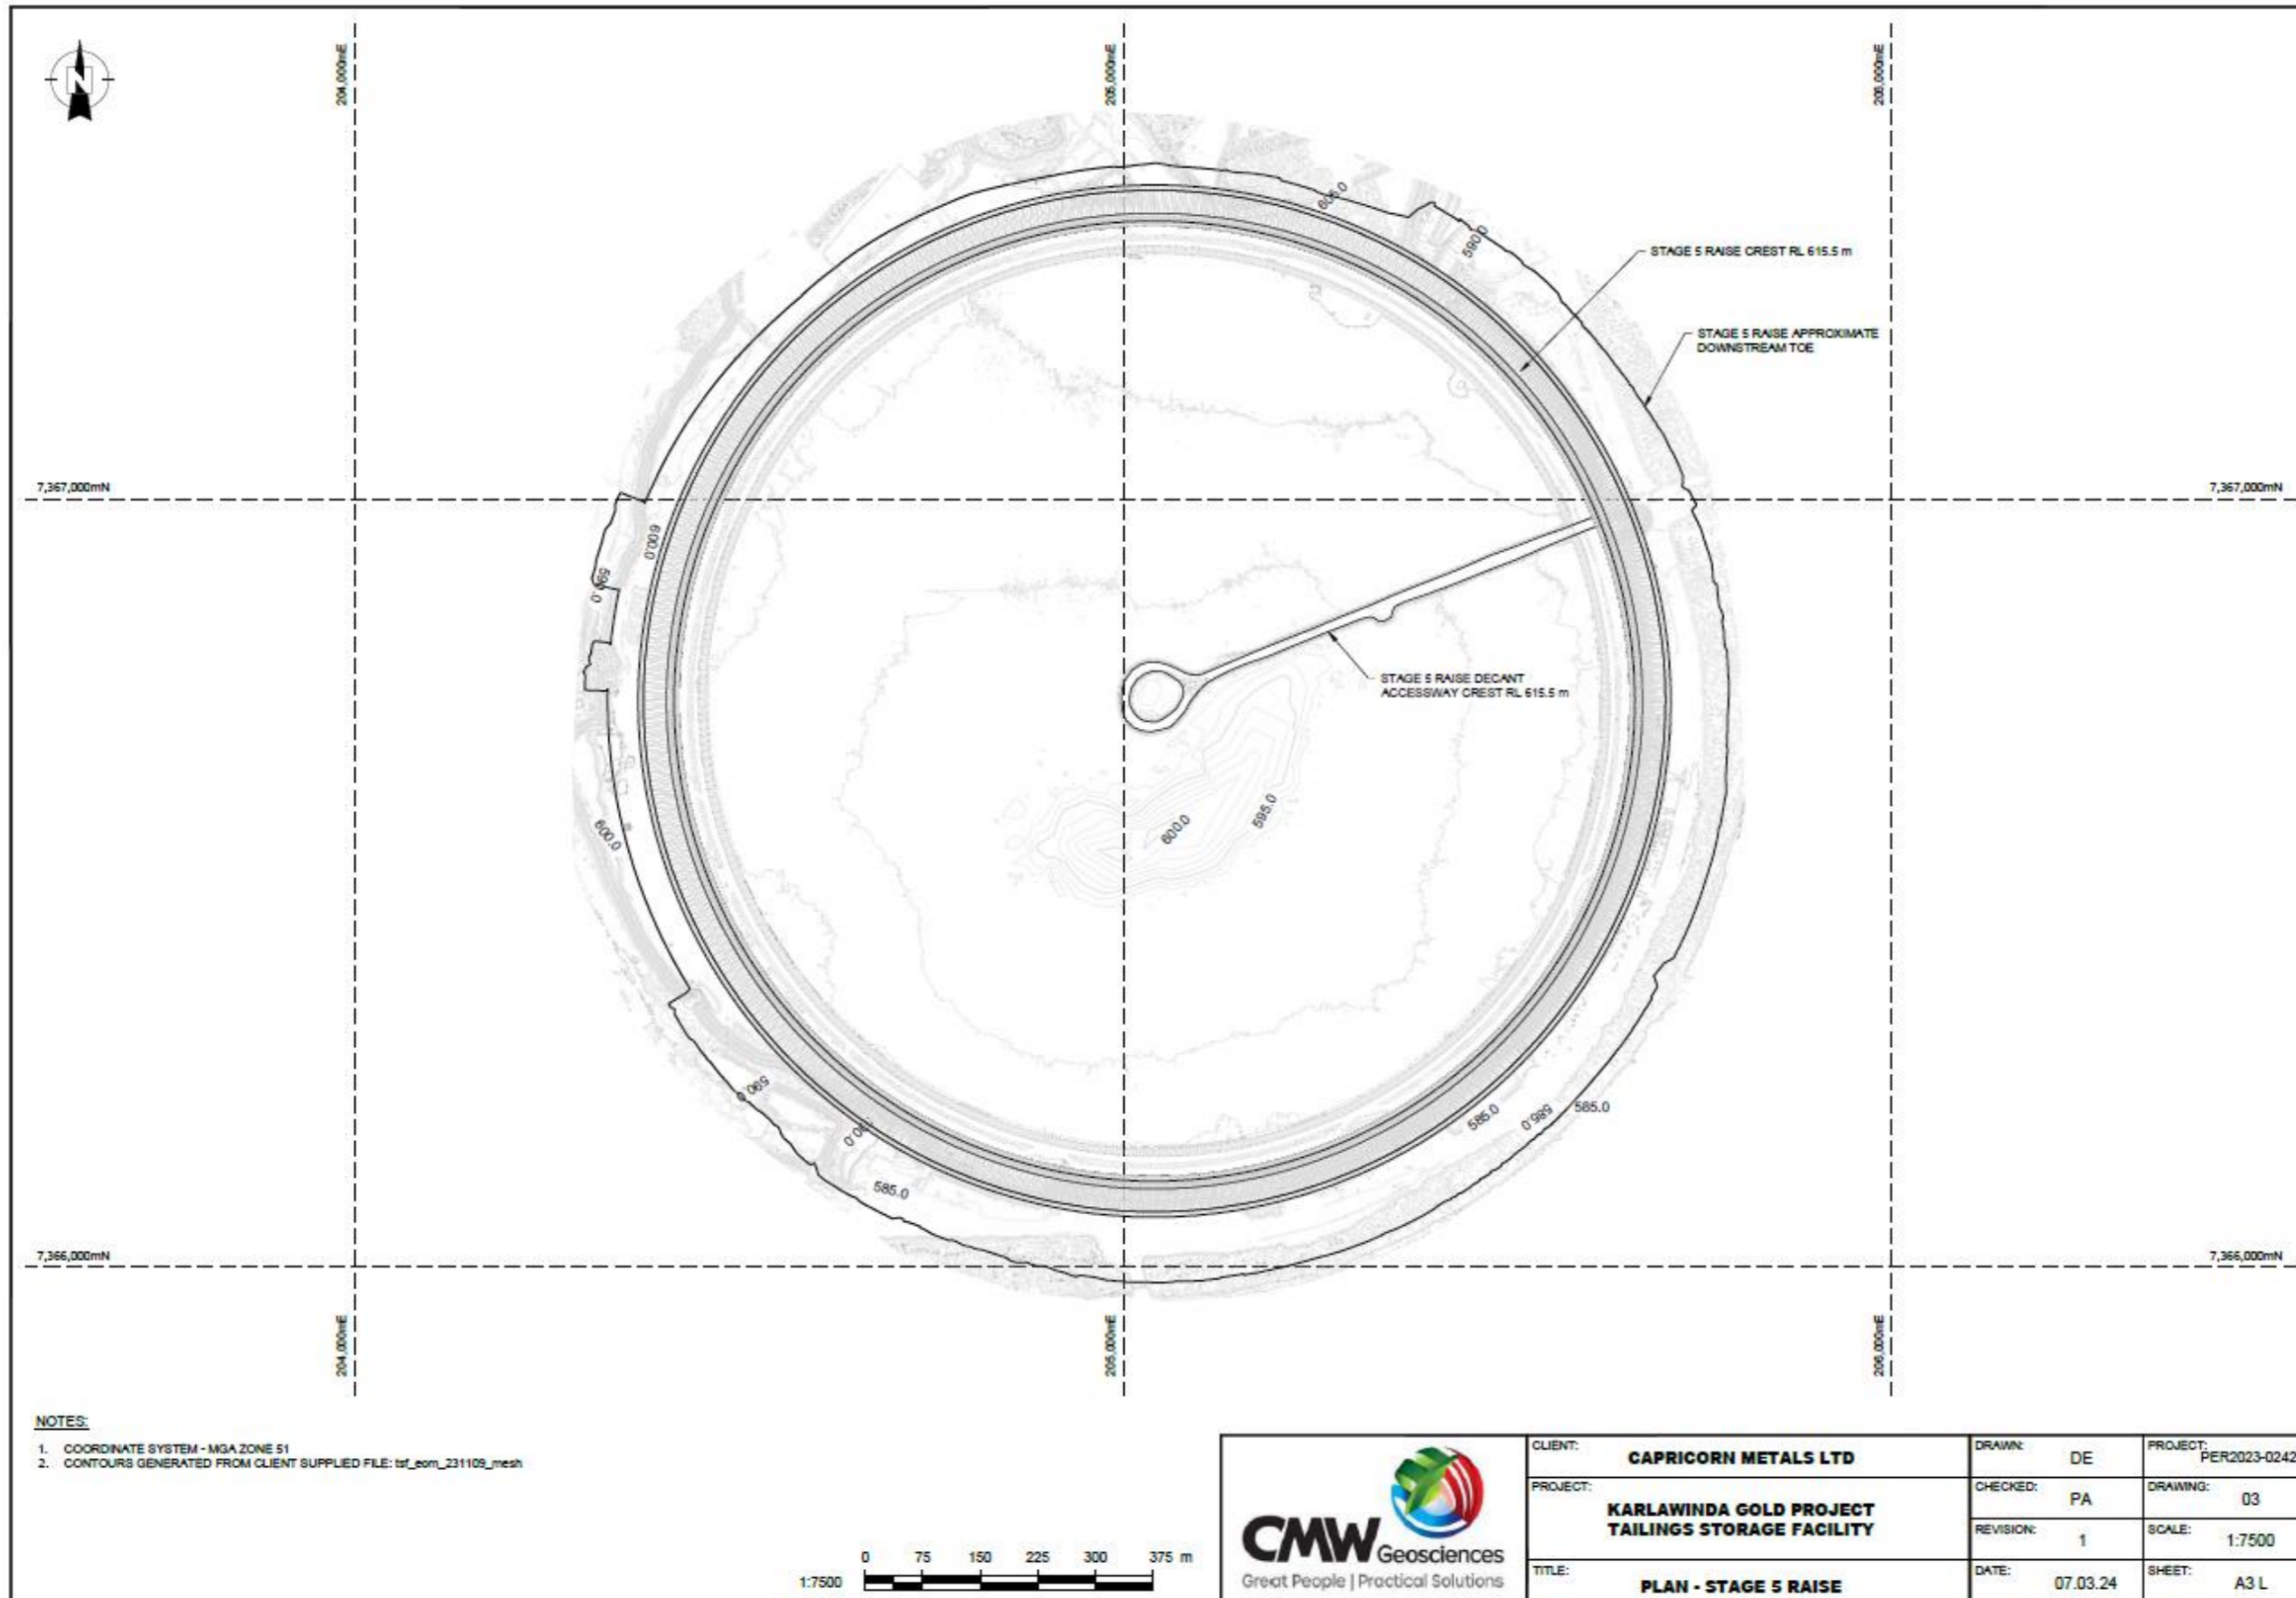 N
204,000mE
205,000mE
206,000mE
605.0
590.0
STAGE 5 RAISE CREST RL 615.5 m
STAGE 5 RAISE APPROXIMATE
DOWNSTREAM TOE
7,367,000mN
7,367,000mN
600.0
595.0
STAGE 5 RAISE DECANT
ACCESSWAY CREST RL 615.5 m
600.0
600.0
595.0
590.0
585.0
585.0
585.0
585.0
7,366,000mN
7,366,000mN
204,000mE
205,000mE
206,000mE
NOTES:
1. COORDINATE SYSTEM - MGA ZONE 51
2. CONTOURS GENERATED FROM CLIENT SUPPLIED FILE: tsf_eom_231109_mesh
0 75 150 225 300 375 m
1:7500
CMW Geosciences
Great People | Practical Solutions
CLIENT:
CAPRICORN METALS LTD
PROJECT:
KARLAWINDA GOLD PROJECT
TAILINGS STORAGE FACILITY
TITLE:
PLAN - STAGE 5 RAISE
DRAWN: DE
PROJECT: PER2023-0242
CHECKED: PA
DRAWING: 03
REVISION: 1
SCALE: 1:7500
DATE: 07.03.24
SHEET: A3 L